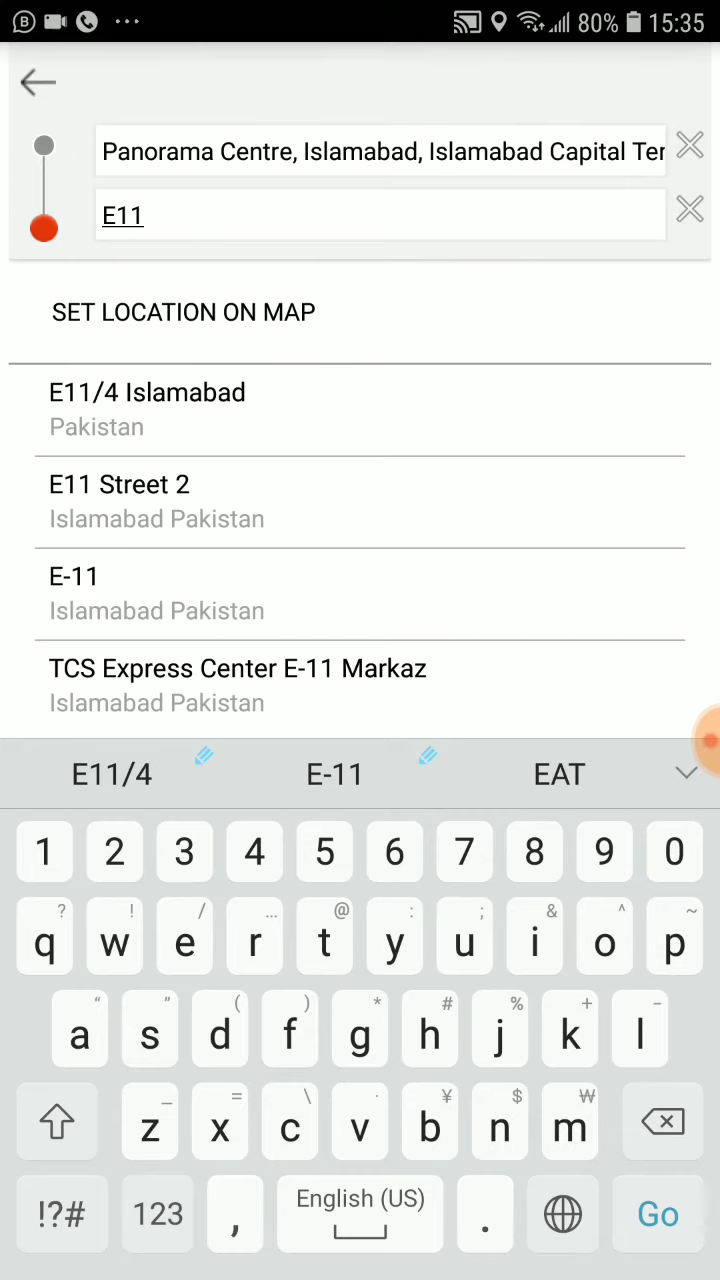 80% 15:35
Panorama Centre, Islamabad, Islamabad Capital Ter
E11
SET LOCATION ON MAP
E11/4 Islamabad
Pakistan
E11 Street 2
Islamabad Pakistan
E-11
Islamabad Pakistan
TCS Express Center E-11 Markaz
Islamabad Pakistan
E11/4 E-11 EAT
1 2 3 4 5 6 7 8 9 0
? ! / ... @ : ; & ^ ~
q w e r t y u i o p
“ ” ( ) * # % + -
a s d f g h j k l
_ = \ · ¥ $ ₩
z x c v b n m
!?# 123 , English (US) . Go